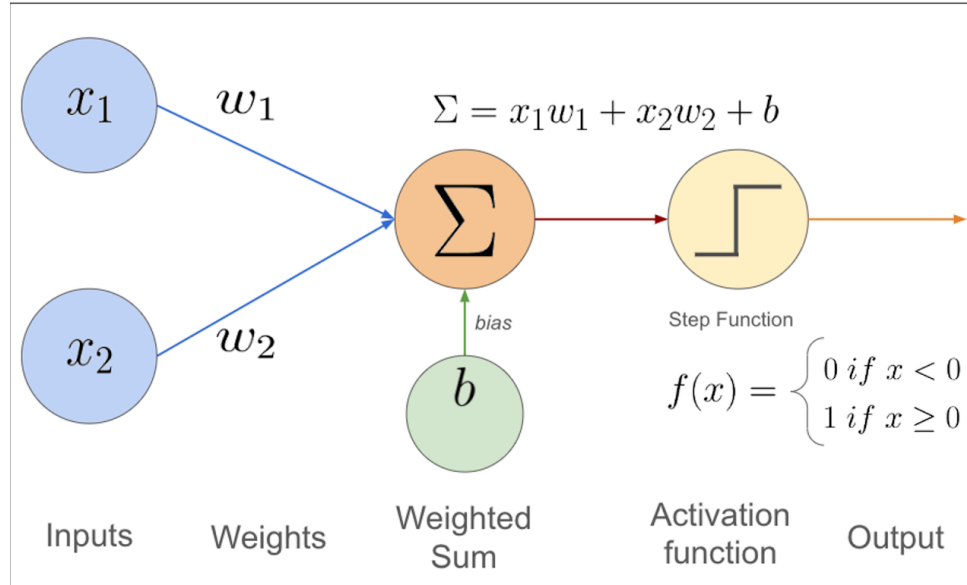 x₁
w₁
Σ = x₁w₁ + x₂w₂ + b
Σ
x₂
w₂
bias
b
Step Function
f(x) = {
0 if x < 0
1 if x ≥ 0
Inputs
Weights
Weighted
Sum
Activation
function
Output